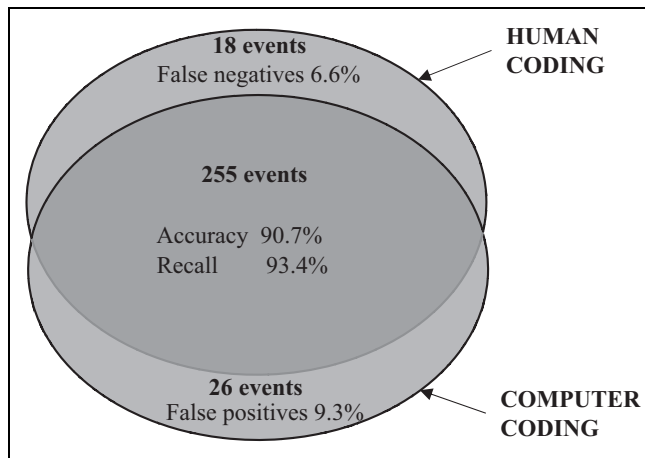 18 events
False negatives 6.6%
HUMAN
CODING
255 events
Accuracy 90.7%
Recall 93.4%
26 events
False positives 9.3%
COMPUTER
CODING